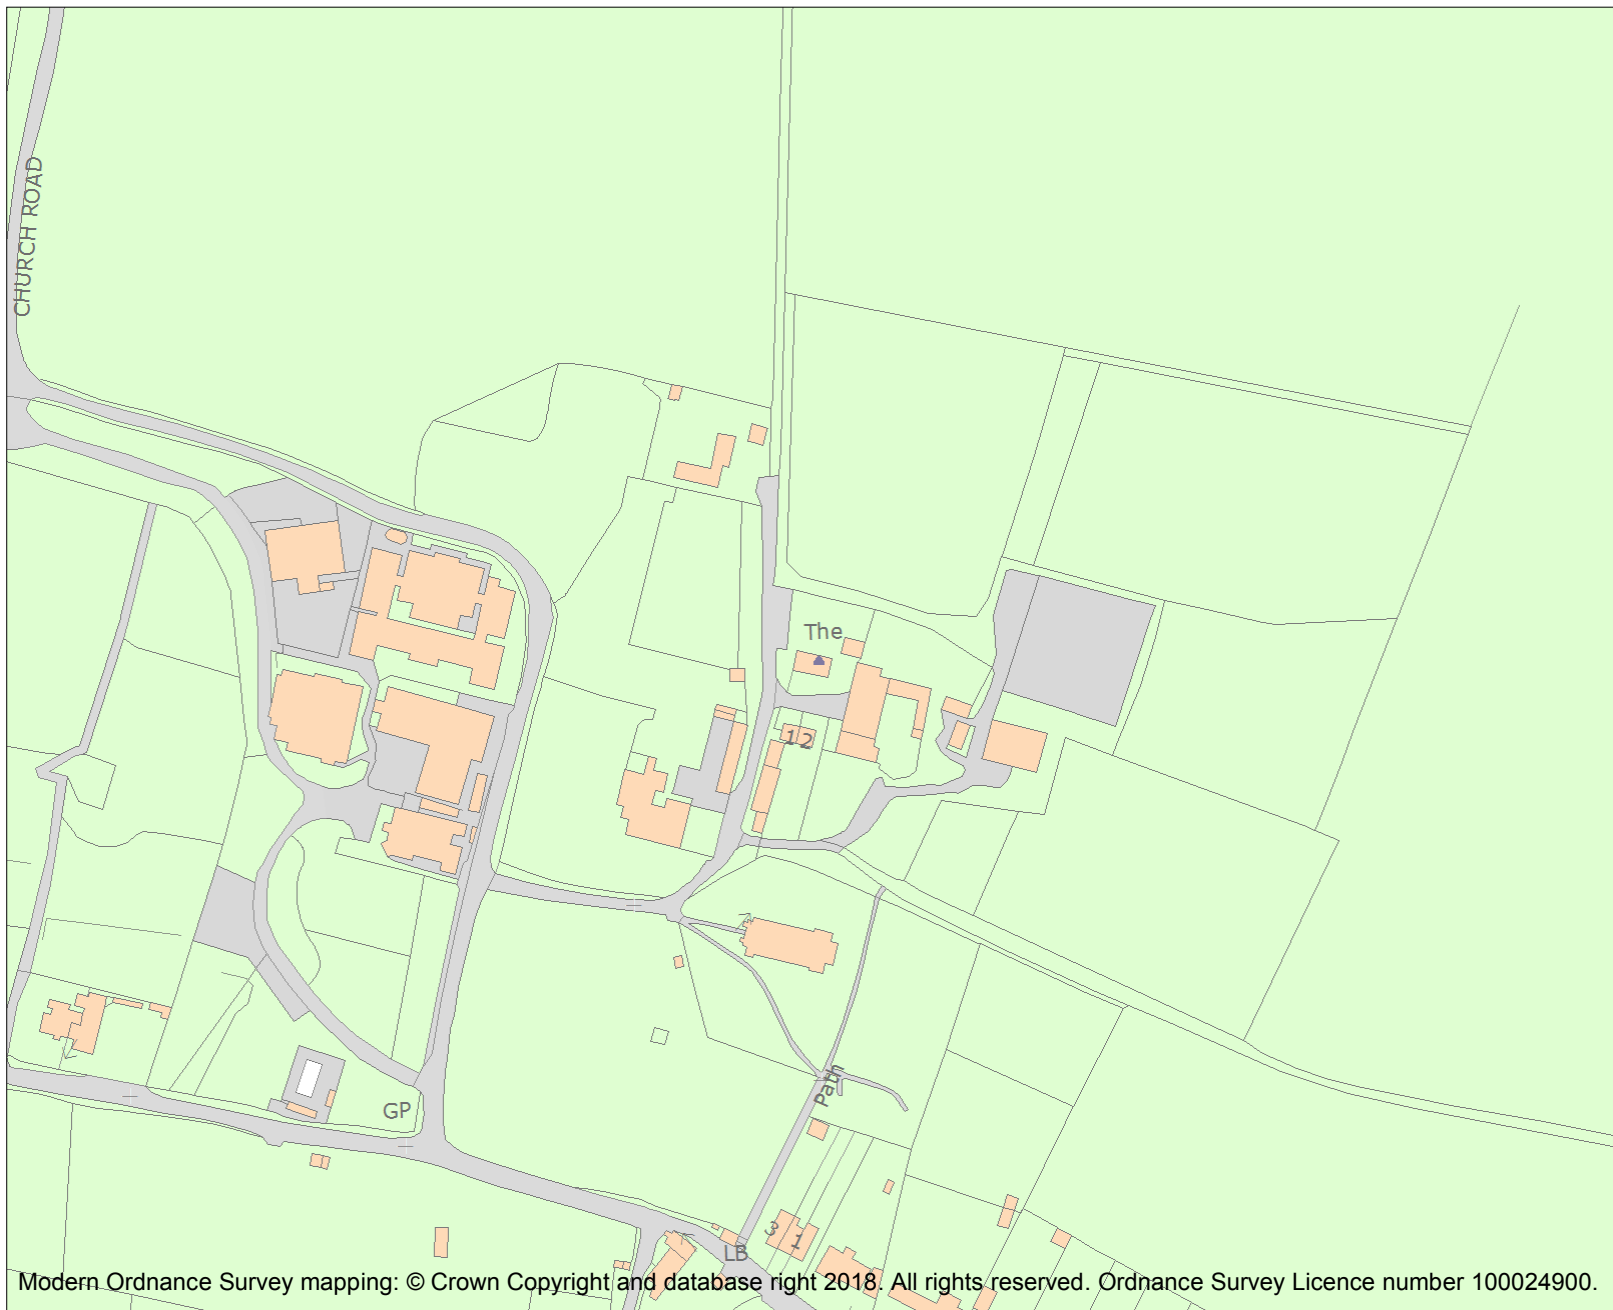 CHURCH ROAD
The
1 2
GP
Path
3
1
LB
Modern Ordnance Survey mapping: © Crown Copyright and database right 2018. All rights reserved. Ordnance Survey Licence number 100024900.